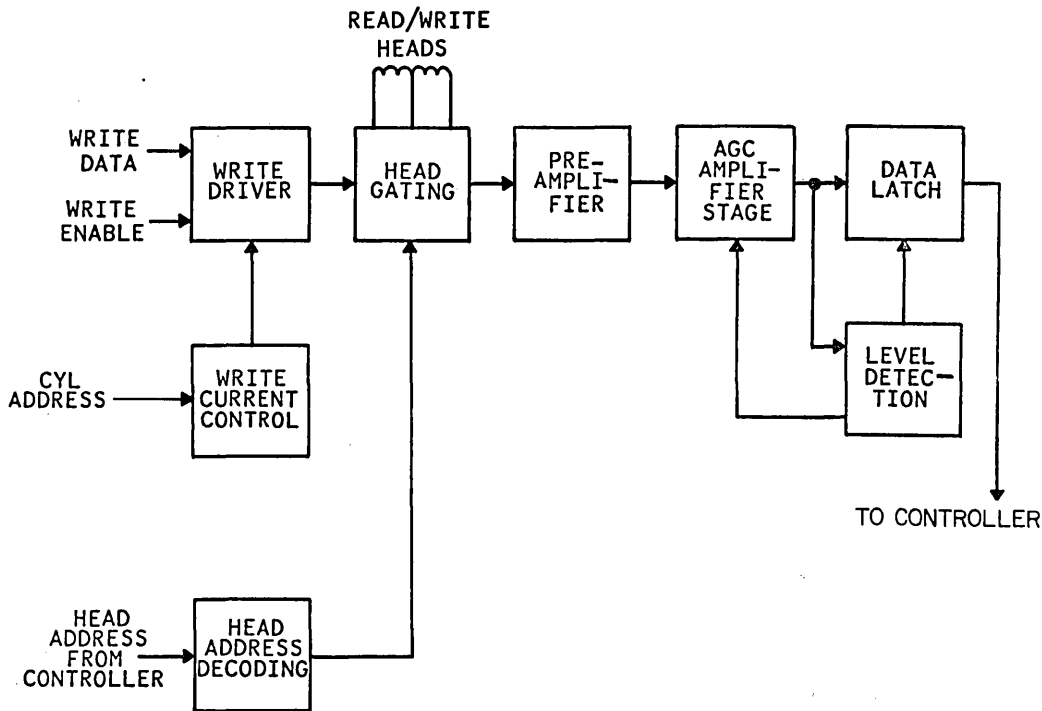 READ/WRITE
HEADS
WRITE
DATA
WRITE
ENABLE
WRITE
DRIVER
HEAD
GATING
PRE-
AMPLI-
FIER
AGC
AMPLI-
FIER
STAGE
DATA
LATCH
CYL
ADDRESS
WRITE
CURRENT
CONTROL
LEVEL
DETEC-
TION
TO CONTROLLER
HEAD
ADDRESS
FROM
CONTROLLER
HEAD
ADDRESS
DECODING